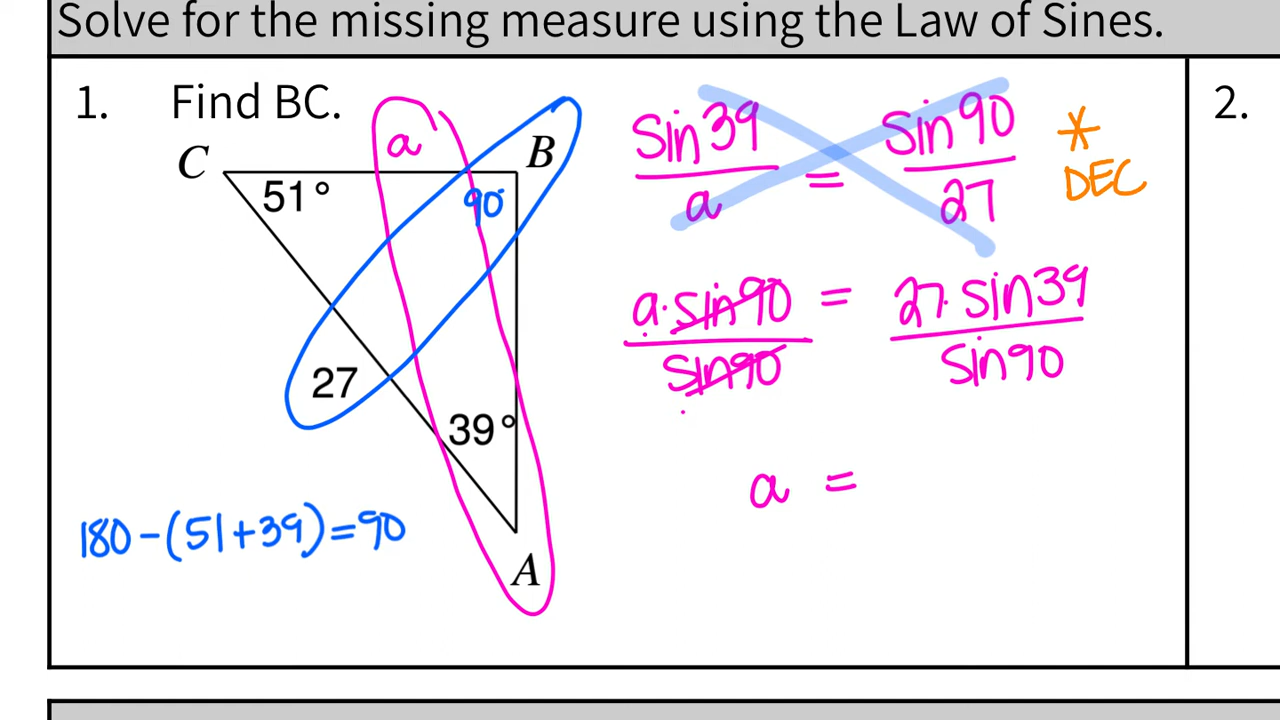 Solve for the missing measure using the Law of Sines.
1. Find BC.
2.
C
a
B
51°
90°
27
39°
A
180-(51+39)=90
sin39/a = sin90/27
* DEC
a·sin90/sin90 = 27·sin39/sin90
a =